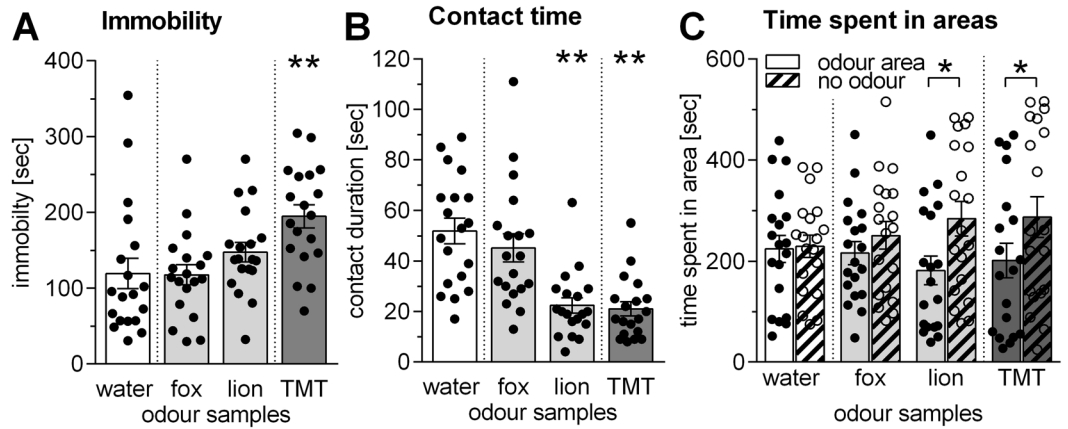 A Immobility
400
300
200
100
0
immobilty [sec]
**
water fox lion TMT
odour samples
B Contact time
120
100
80
60
40
20
0
contact duration [sec]
** **
water fox lion TMT
odour samples
C Time spent in areas
600
400
200
0
time spent in area [sec]
odour area
no odour
* *
water fox lion TMT
odour samples